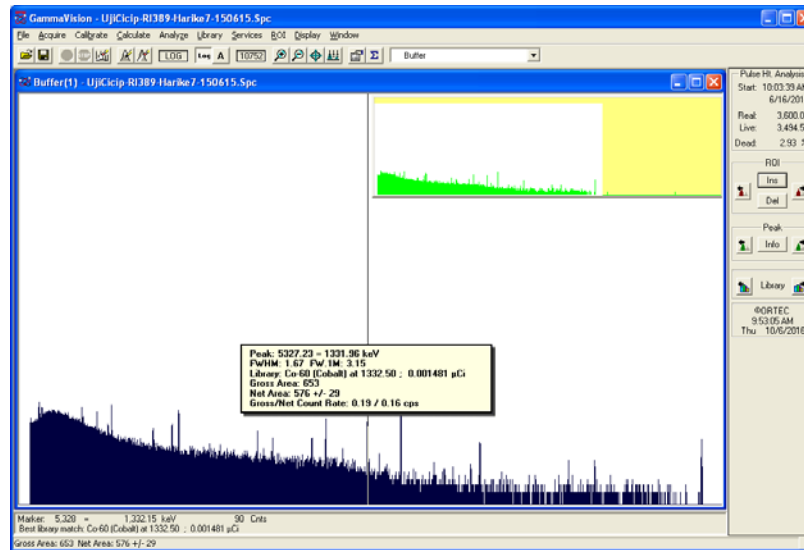 GammaVision - UjiCicip-RI389-Harike7-150615.Spc
File Acquire Calibrate Calculate Analyze Library Services ROI Display Window
LOG Log A 10752 Σ Buffer
Buffer(1) - UjiCicip-RI389-Harike7-150615.Spc
Pulse Ht. Analysis
Start: 10:03:39 AM
6/16/201
Real: 3,600.0
Live: 3,494.5
Dead: 2.93 %
ROI
Ins
Del
Peak
Info
Library
©ORTEC
9:53:05 AM
Thu 10/6/2016
Peak: 5327.23 = 1331.96 keV
FWHM: 1.67 FW.1M: 3.15
Library: Co-60 (Cobalt) at 1332.50 ; 0.001481 µCi
Gross Area: 653
Net Area: 576 +/- 29
Gross/Net Count Rate: 0.19 / 0.16 cps
Marker: 5,328 = 1,332.15 keV 90 Cnts
Best library match: Co-60 (Cobalt) at 1332.50 ; 0.001481 µCi
Gross Area: 653 Net Area: 576 +/- 29